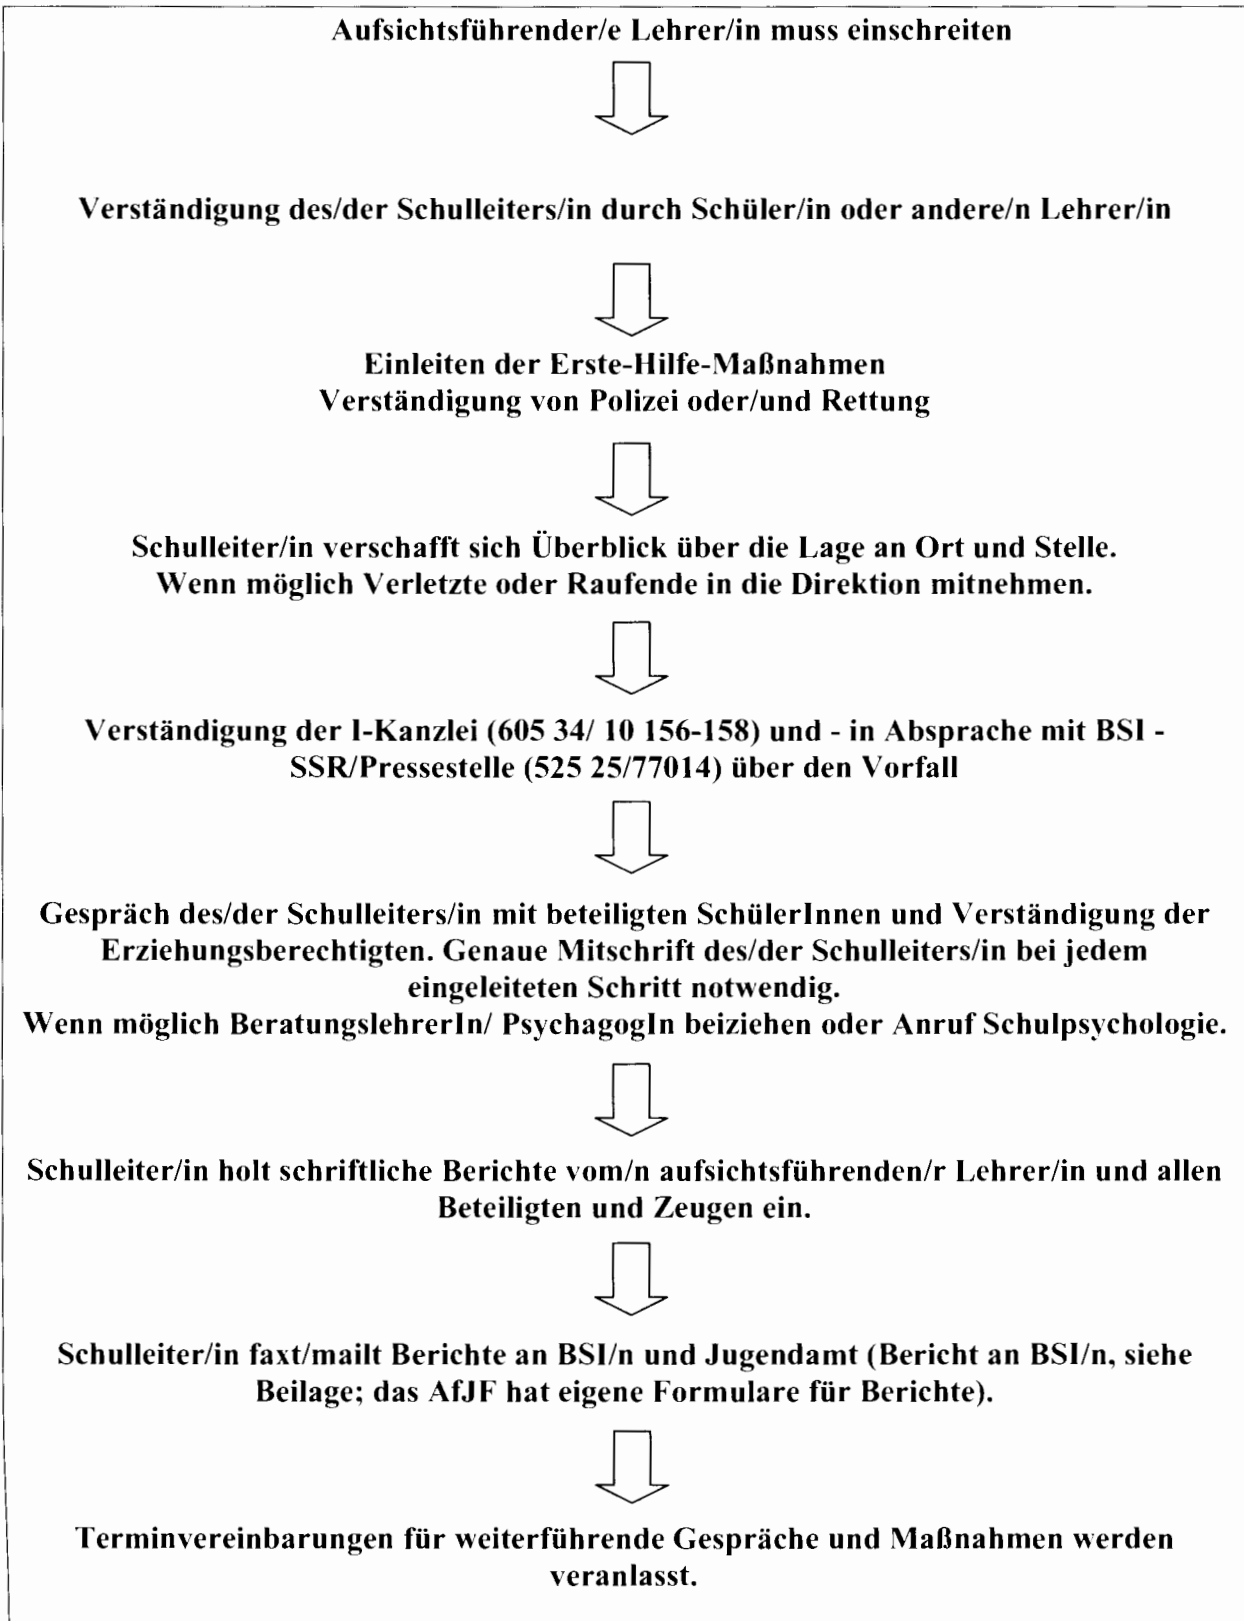 Aufsichtsführender/e Lehrer/in muss einschreiten
Verständigung des/der Schulleiters/in durch Schüler/in oder andere/n Lehrer/in
Einleiten der Erste-Hilfe-Maßnahmen
Verständigung von Polizei oder/und Rettung
Schulleiter/in verschafft sich Überblick über die Lage an Ort und Stelle.
Wenn möglich Verletzte oder Raufende in die Direktion mitnehmen.
Verständigung der I-Kanzlei (605 34/ 10 156-158) und - in Absprache mit BSI -
SSR/Pressestelle (525 25/77014) über den Vorfall
Gespräch des/der Schulleiters/in mit beteiligten SchülerInnen und Verständigung der
Erziehungsberechtigten. Genaue Mitschrift des/der Schulleiters/in bei jedem
eingeleiteten Schritt notwendig.
Wenn möglich BeratungslehrerIn/ PsychagogIn beiziehen oder Anruf Schulpsychologie.
Schulleiter/in holt schriftliche Berichte vom/n aufsichtsführenden/r Lehrer/in und allen
Beteiligten und Zeugen ein.
Schulleiter/in faxt/mailt Berichte an BSI/n und Jugendamt (Bericht an BSI/n, siehe
Beilage; das AfJF hat eigene Formulare für Berichte).
Terminvereinbarungen für weiterführende Gespräche und Maßnahmen werden
veranlasst.